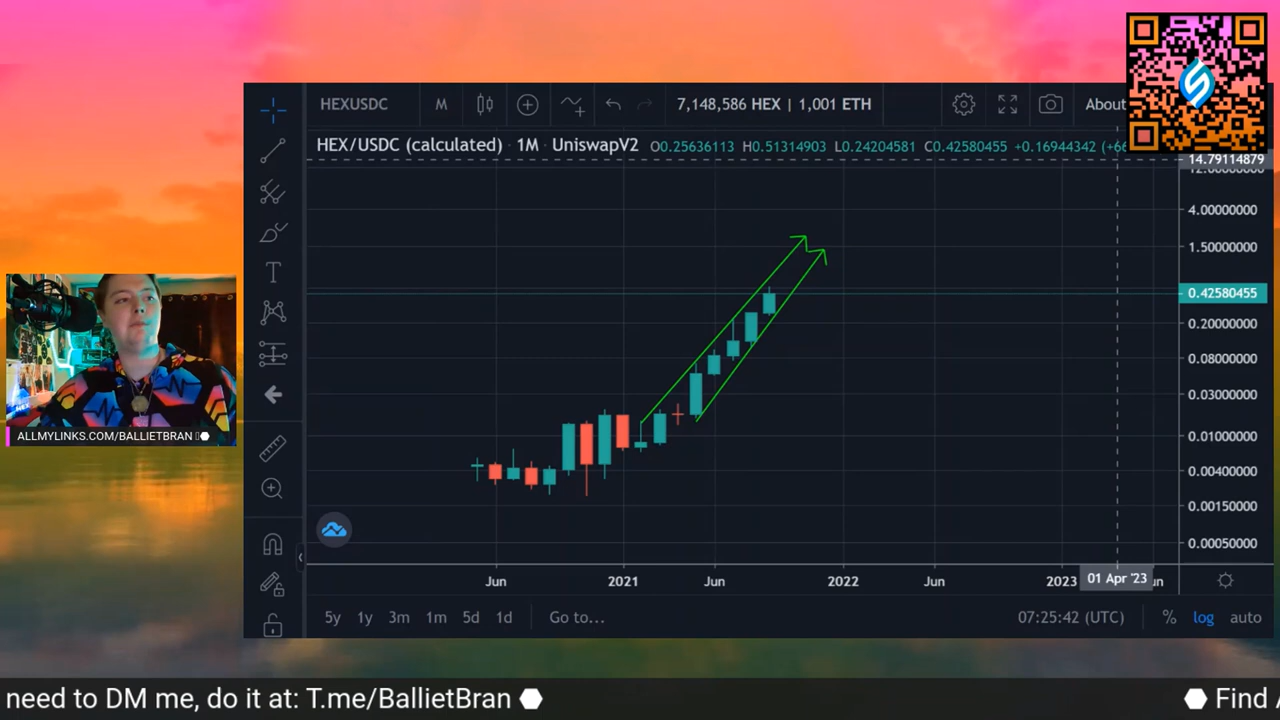 HEXUSDC
M
7,148,586 HEX | 1,001 ETH
About
HEX/USDC (calculated) · 1M · UniswapV2 O0.25636113 H0.51314903 L0.24204581 C0.42580455 +0.16944342
14.79114879
12.00000000
4.00000000
1.50000000
0.42580455
0.20000000
0.08000000
0.03000000
0.01000000
0.00400000
0.00150000
0.00050000
T
ALLMYLINKS.COM/BALLIETBRAN
Jun
2021
Jun
2022
Jun
2023
01 Apr '23
5y 1y 3m 1m 5d 1d Go to...
07:25:42 (UTC) % log auto
need to DM me, do it at: T.me/BallietBran
Find